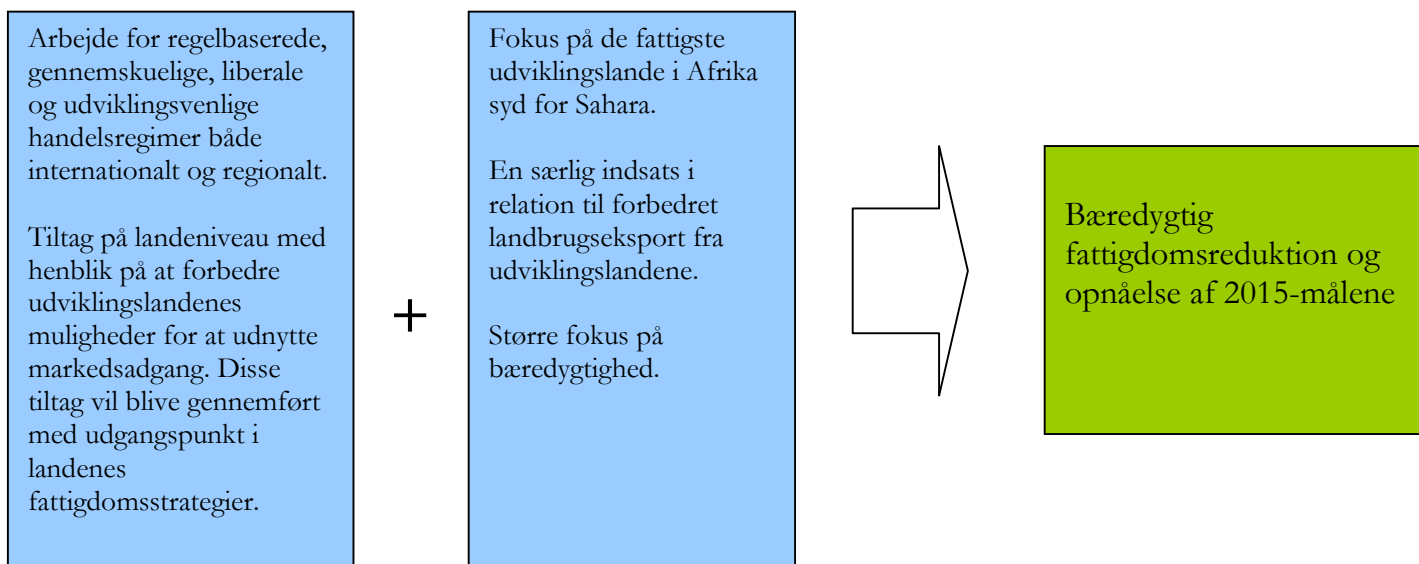 Arbejde for regelbaserede,
gennemskuelige, liberale
og udviklingsvenlige
handelsregimer både
internationalt og regionalt.
Tiltag på landeniveau med
henblik på at forbedre
udviklingslandenes
muligheder for at udnytte
markedsadgang. Disse
tiltag vil blive gennemført
med udgangspunkt i
landenes
fattigdomsstrategier.
+
Fokus på de fattigste
udviklingslande i Afrika
syd for Sahara.
En særlig indsats i
relation til forbedret
landbrugseksport fra
udviklingslandene.
Større fokus på
bæredygtighed.
Bæredygtig
fattigdomsreduktion og
opnåelse af 2015-målene